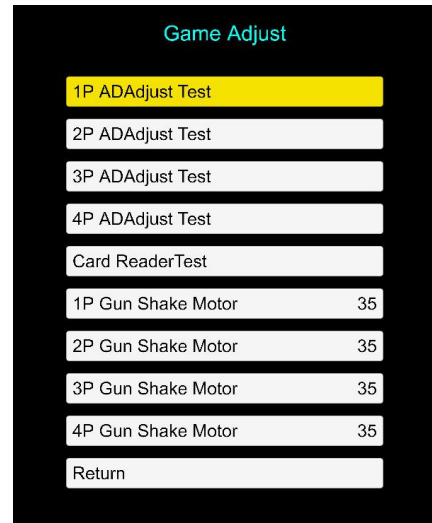 Game Adjust
1P ADAdjust Test
2P ADAdjust Test
3P ADAdjust Test
4P ADAdjust Test
Card ReaderTest
1P Gun Shake Motor 35
2P Gun Shake Motor 35
3P Gun Shake Motor 35
4P Gun Shake Motor 35
Return